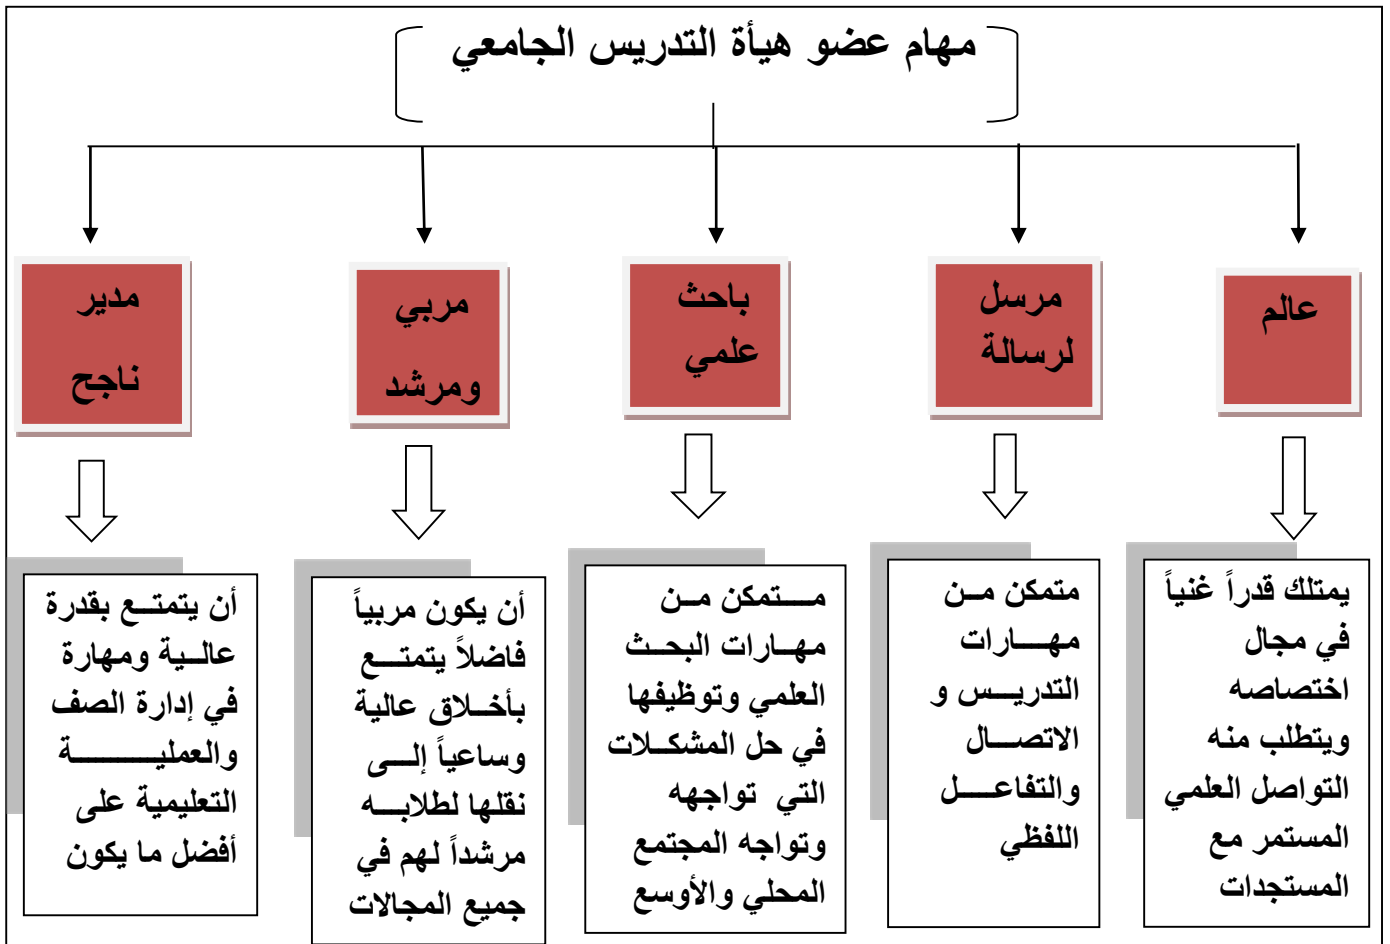 مهام عضو هيأة التدريس الجامعي
عالم
مرسل
لرسالة
باحث
علمي
مربي
ومرشد
مدير
ناجح
يمتلك قدراً غنياً
في مجال
اختصاصه
ويتطلب منه
التواصل العلمي
المستمر مع
المستجدات
متمكن من
مهارات
التدريس و
الاتصال
والتفاعل
اللفظي
متمكن من
مهارات البحث
العلمي وتوظيفها
في حل المشكلات
التي تواجهه
وتواجه المجتمع
المحلي والأوسع
أن يكون مربياً
فاضلاً يتمتع
بأخلاق عالية
وساعياً إلى
نقلها لطلابه
مرشداً لهم في
جميع المجالات
أن يتمتع بقدرة
عالية ومهارة
في إدارة الصف
والعملية
التعليمية على
أفضل ما يكون